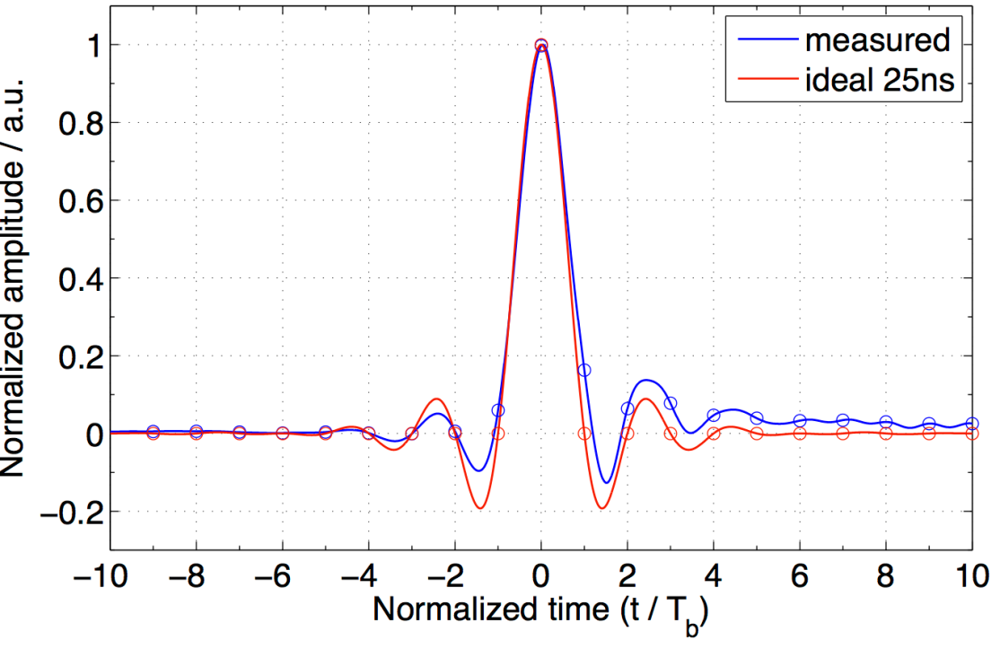 measured
ideal 25ns
Normalized amplitude / a.u.
1
0.8
0.6
0.4
0.2
0
−0.2
−10 −8 −6 −4 −2 0 2 4 6 8 10
Normalized time (t / Tb)